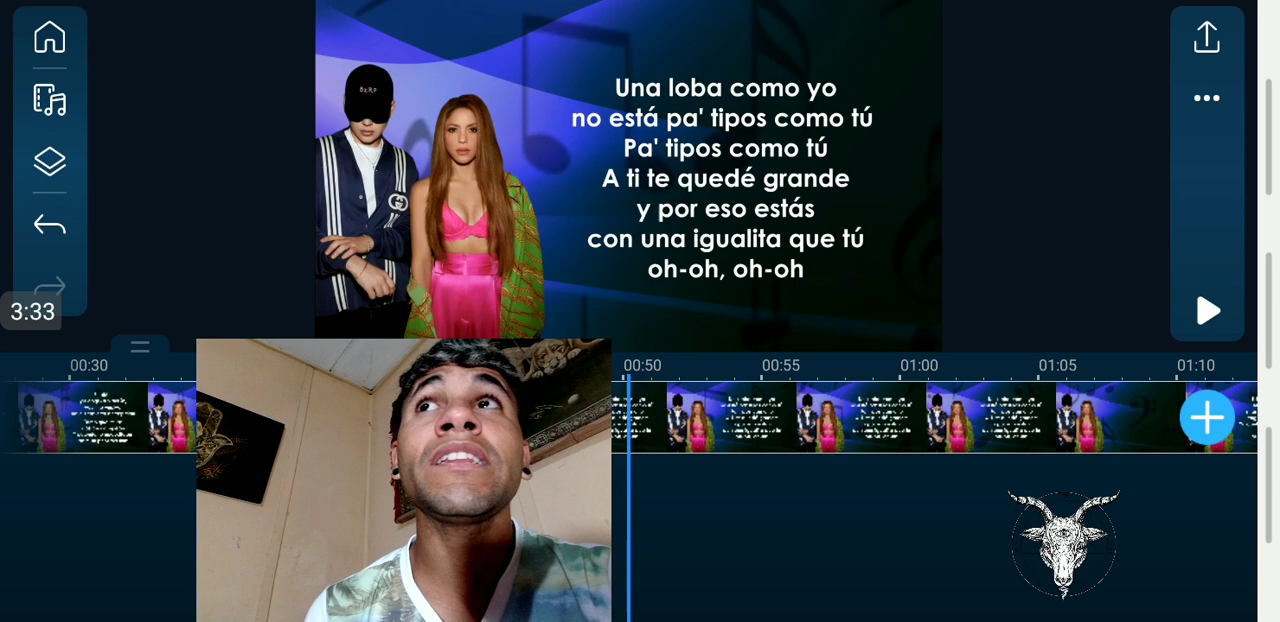 BZRP
Una loba como yo
no está pa' tipos como tú
Pa' tipos como tú
A ti te quedé grande
y por eso estás
con una igualita que tú
oh-oh, oh-oh
3:33
00:30
00:50
00:55
01:00
01:05
01:10